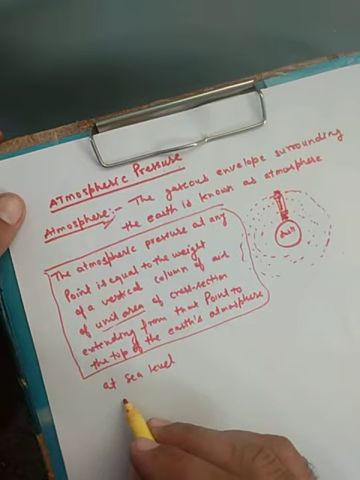 ATmospheric Pressure
Atmosphere:- The gaseous envelope surrounding
the earth is known as atmosphere
The atmospheric pressure at any
Point is equal to the weight
of a vertical column of air
of unit area of cross-section
extending from that Point to
the tip of the earth's atmosphere
at sea level